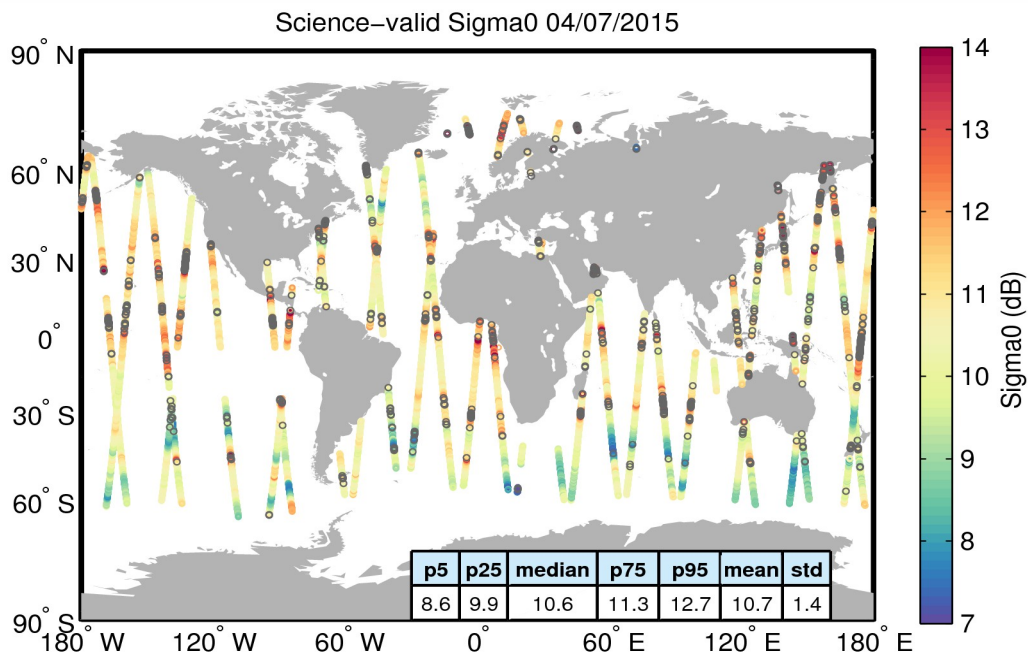 Science−valid Sigma0 04/07/2015
90° N
60° N
30° N
0°
30° S
60° S
90° S
180° W
120° W
60° W
0°
60° E
120° E
180° E
p5 p25 median p75 p95 mean std
8.6 9.9 10.6 11.3 12.7 10.7 1.4
14
13
12
11
10
9
8
7
Sigma0 (dB)